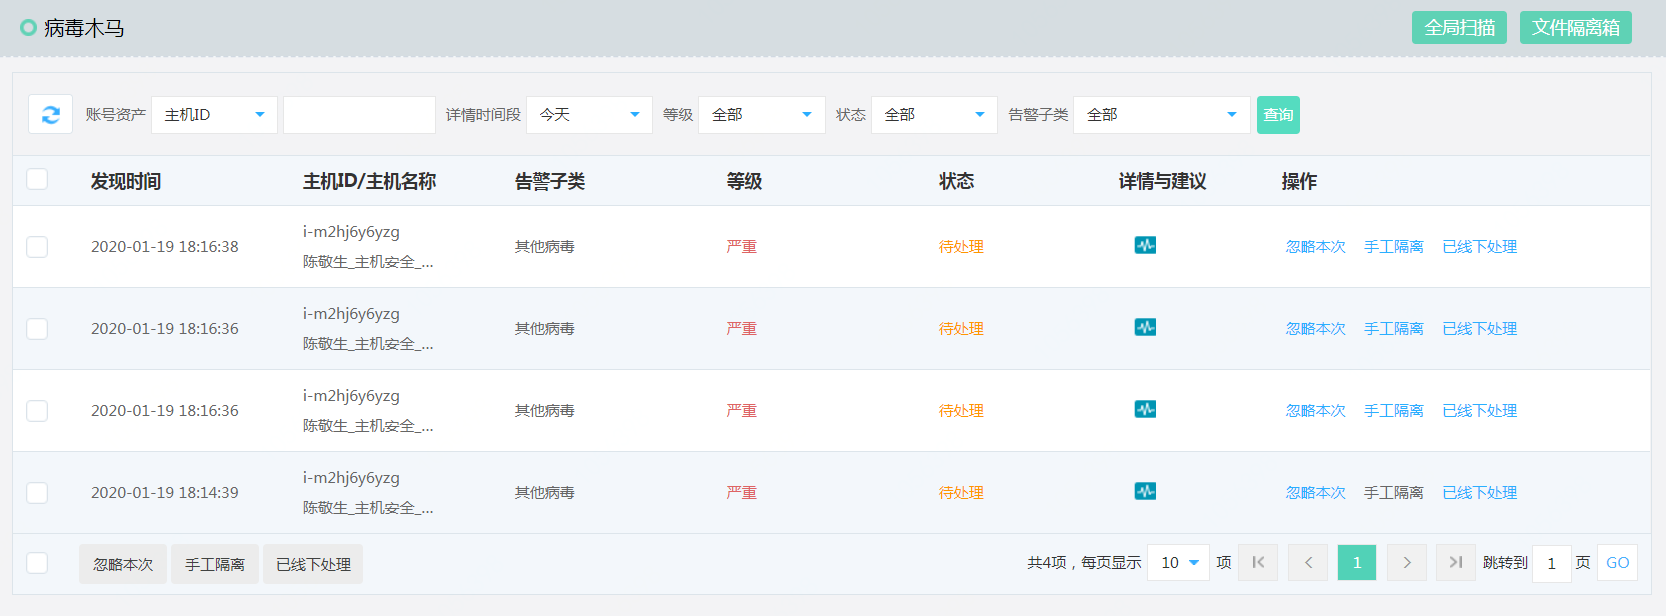 病毒木马 全局扫描 文件隔离箱
账号资产 主机ID 详情时间段 今天 等级 全部 状态 全部 告警子类 全部 查询
发现时间 主机ID/主机名称 告警子类 等级 状态 详情与建议 操作
2020-01-19 18:16:38 i-m2hj6y6yzg 其他病毒 严重 待处理 忽略本次 手工隔离 已线下处理
陈敬生_主机安全_...
2020-01-19 18:16:36 i-m2hj6y6yzg 其他病毒 严重 待处理 忽略本次 手工隔离 已线下处理
陈敬生_主机安全_...
2020-01-19 18:16:36 i-m2hj6y6yzg 其他病毒 严重 待处理 忽略本次 手工隔离 已线下处理
陈敬生_主机安全_...
2020-01-19 18:14:39 i-m2hj6y6yzg 其他病毒 严重 待处理 忽略本次 手工隔离 已线下处理
陈敬生_主机安全_...
忽略本次 手工隔离 已线下处理 共4项，每页显示 10 项 1 跳转到 1 页 GO